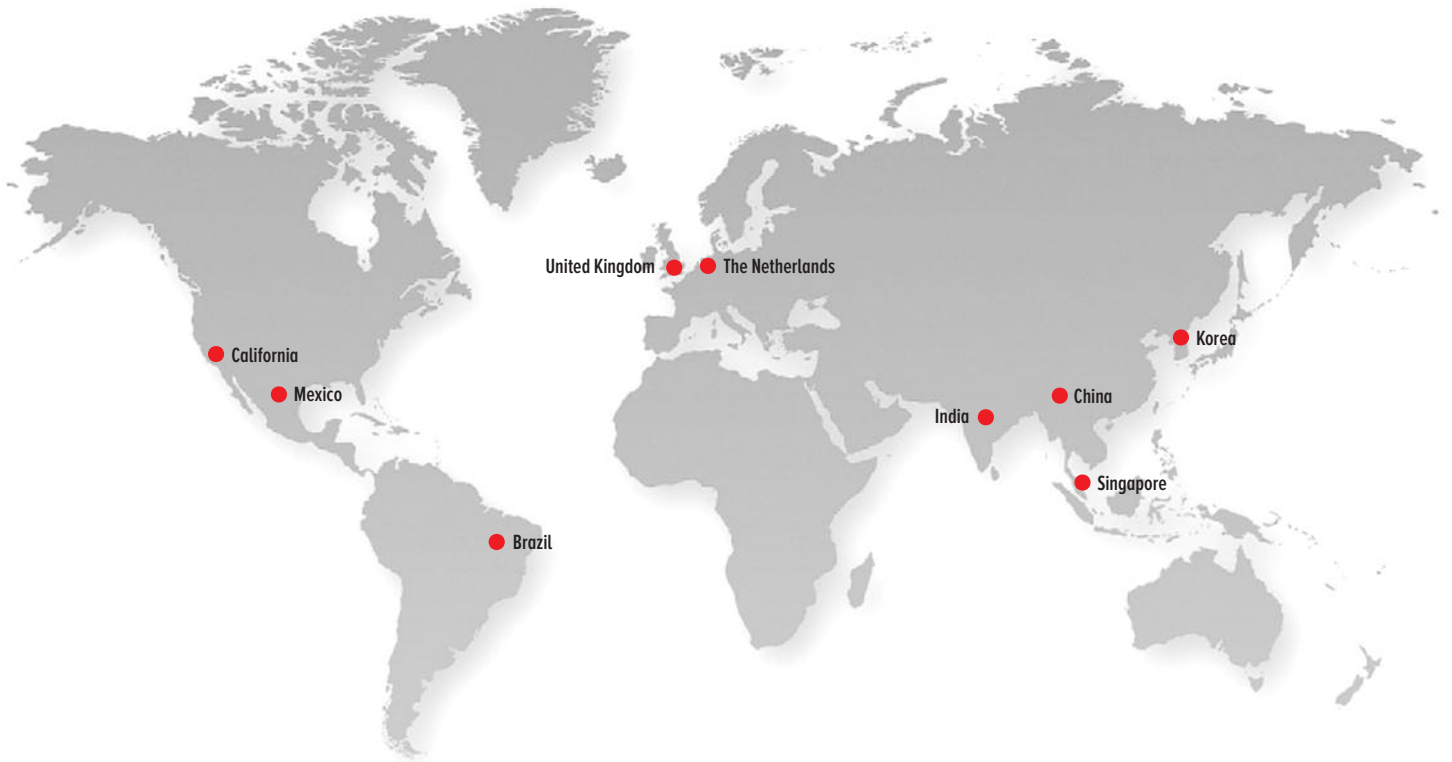 United Kingdom
The Netherlands
Korea
California
Mexico
China
India
Singapore
Brazil